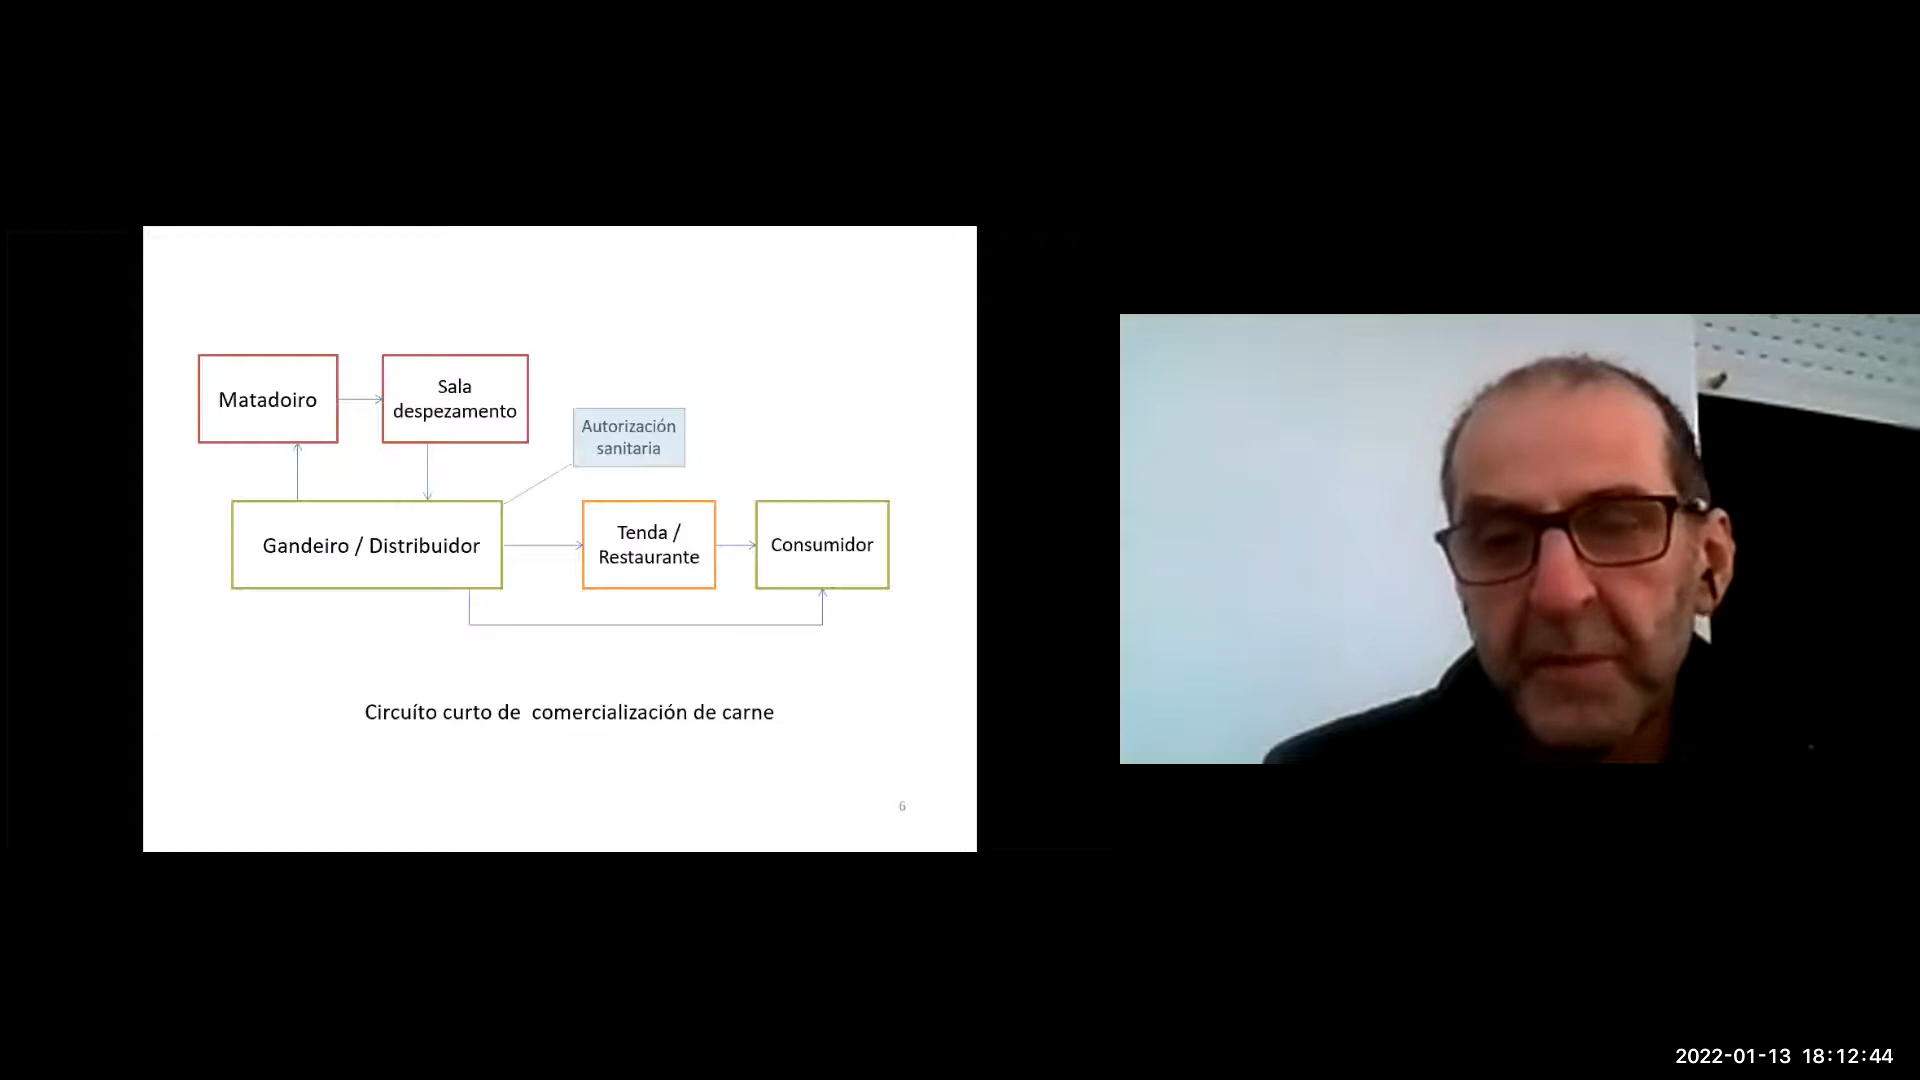 Matadoiro
Sala
despezamento
Autorización
sanitaria
Gandeiro / Distribuidor
Tenda /
Restaurante
Consumidor
Circuíto curto de  comercialización de carne
6
2022-01-13 18:12:44